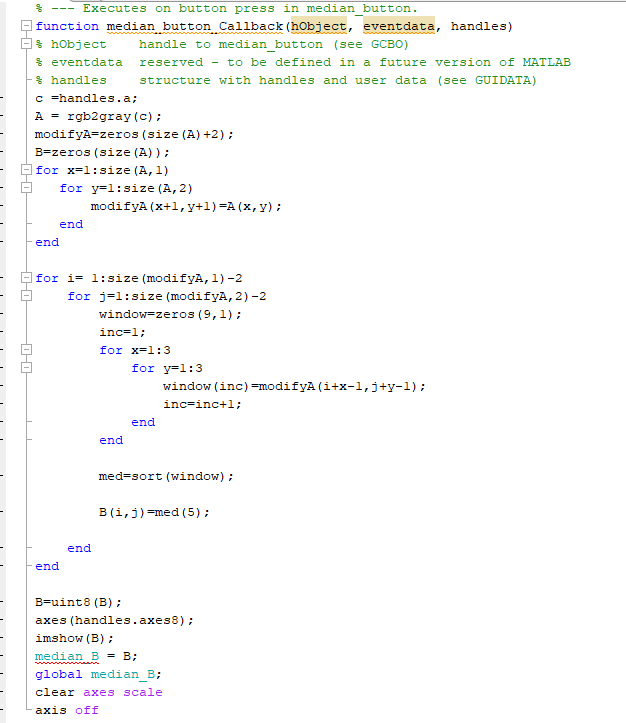 % --- Executes on button press in median_button.
function median_button_Callback(hObject, eventdata, handles)
% hObject    handle to median_button (see GCBO)
% eventdata  reserved - to be defined in a future version of MATLAB
% handles    structure with handles and user data (see GUIDATA)
c =handles.a;
A = rgb2gray(c);
modifyA=zeros(size(A)+2);
B=zeros(size(A));
for x=1:size(A,1)
   for y=1:size(A,2)
       modifyA(x+1,y+1)=A(x,y);
   end
end

for i= 1:size(modifyA,1)-2
    for j=1:size(modifyA,2)-2
        window=zeros(9,1);
        inc=1;
        for x=1:3
            for y=1:3
                window(inc)=modifyA(i+x-1,j+y-1);
                inc=inc+1;
            end
        end

        med=sort(window);

        B(i,j)=med(5);

    end
end

B=uint8(B);
axes(handles.axes8);
imshow(B);
median_B = B;
global median_B;
clear axes scale
axis off